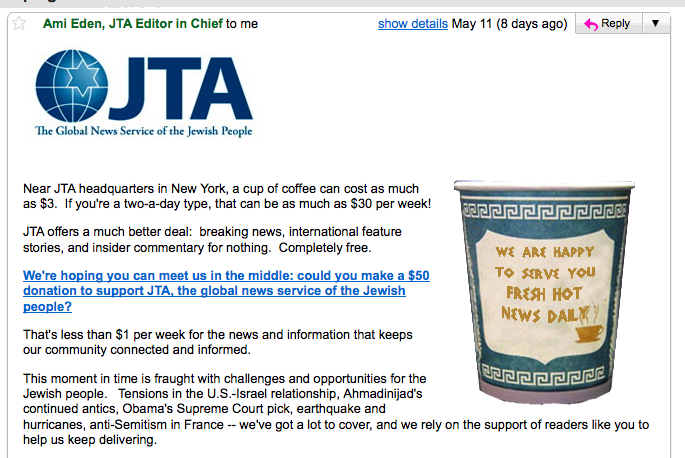 Ami Eden, JTA Editor in Chief to me show details May 11 (8 days ago) Reply
JTA
The Global News Service of the Jewish People
Near JTA headquarters in New York, a cup of coffee can cost as much
as $3. If you're a two-a-day type, that can be as much as $30 per week!
JTA offers a much better deal: breaking news, international feature
stories, and insider commentary for nothing. Completely free.
We're hoping you can meet us in the middle: could you make a $50
donation to support JTA, the global news service of the Jewish
people?
That's less than $1 per week for the news and information that keeps
our community connected and informed.
This moment in time is fraught with challenges and opportunities for the
Jewish people. Tensions in the U.S.-Israel relationship, Ahmadinijad's
continued antics, Obama's Supreme Court pick, earthquake and
hurricanes, anti-Semitism in France -- we've got a lot to cover, and we rely on the support of readers like you to
help us keep delivering.
WE ARE HAPPY
TO SERVE YOU
FRESH HOT
NEWS DAILY